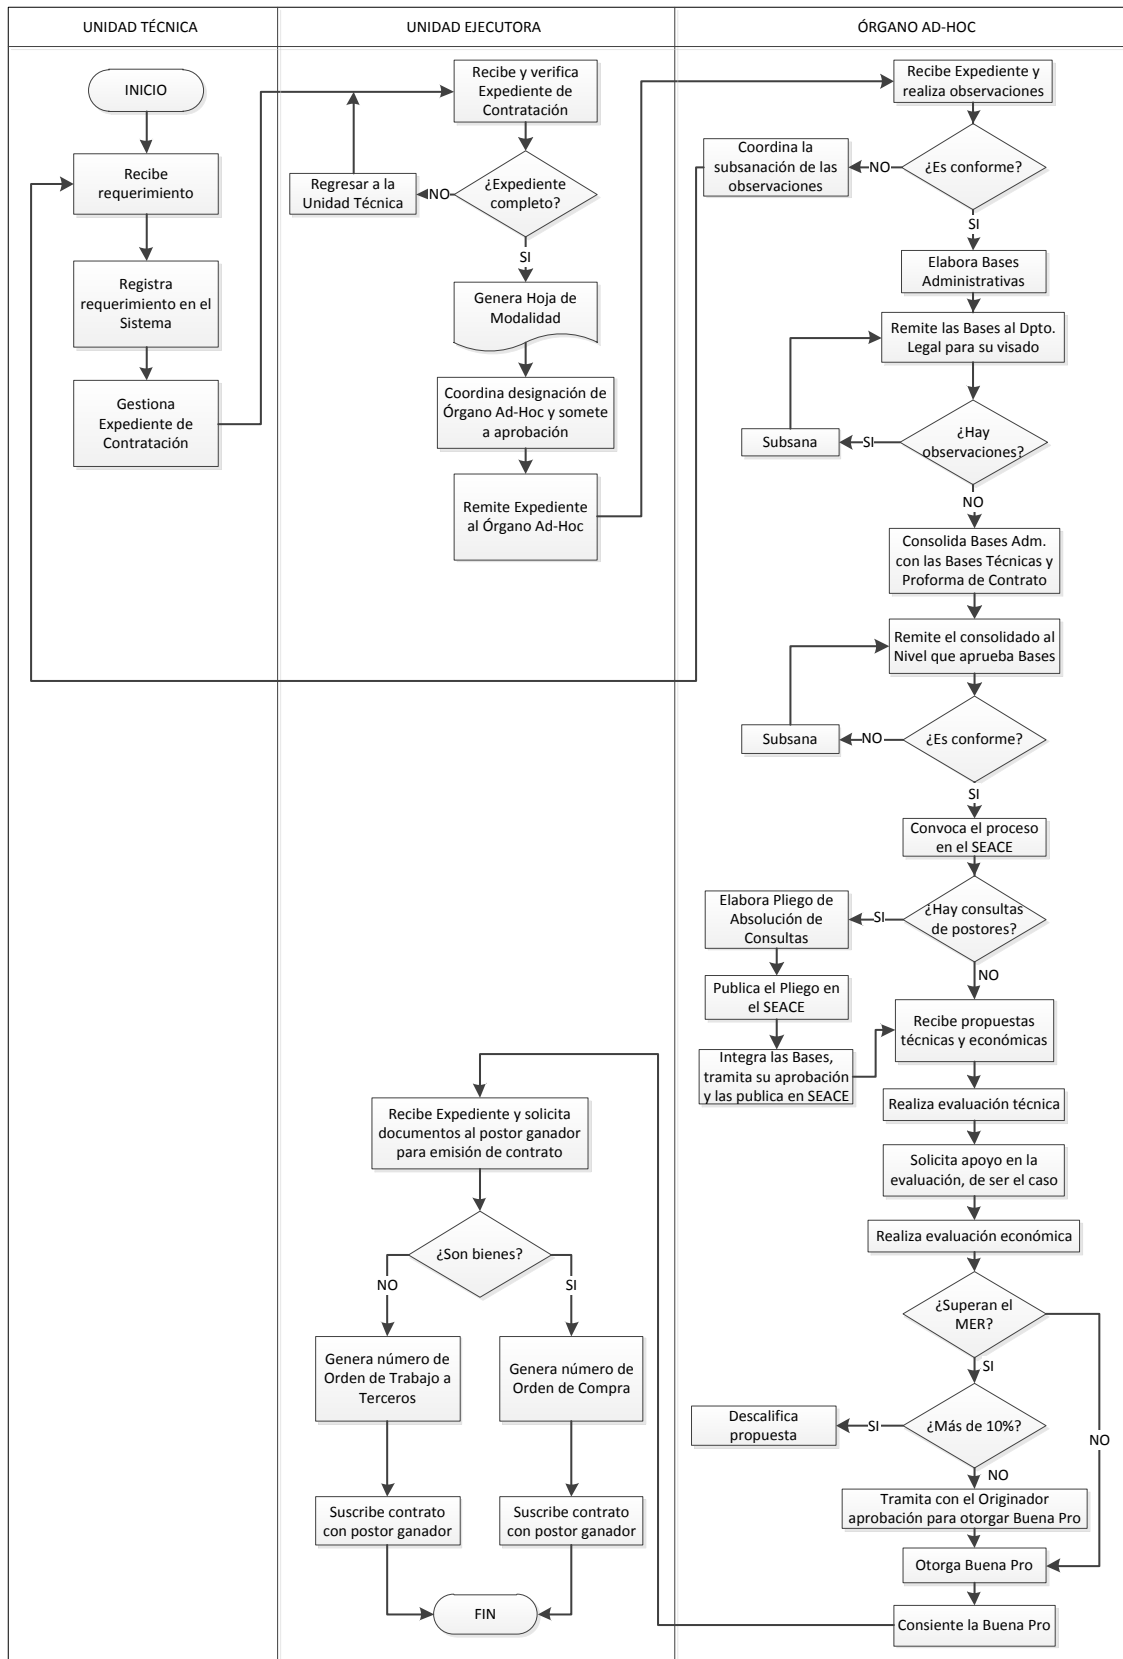 UNIDAD TÉCNICA
UNIDAD EJECUTORA
ÓRGANO AD-HOC
INICIO
Recibe
requerimiento
Registra
requerimiento en el
Sistema
Gestiona
Expediente de
Contratación
Recibe y verifica
Expediente de
Contratación
¿Expediente
completo?
NO
Regresar a la
Unidad Técnica
SI
Genera Hoja de
Modalidad
Coordina designación de
Órgano Ad-Hoc y somete
a aprobación
Remite Expediente
al Órgano Ad-Hoc
Recibe Expediente y
realiza observaciones
¿Es conforme?
NO
Coordina la
subsanación de las
observaciones
SI
Elabora Bases
Administrativas
Remite las Bases al Dpto.
Legal para su visado
¿Hay
observaciones?
SI
Subsana
NO
Consolida Bases Adm.
con las Bases Técnicas y
Proforma de Contrato
Remite el consolidado al
Nivel que aprueba Bases
¿Es conforme?
NO
Subsana
SI
Convoca el proceso
en el SEACE
¿Hay consultas
de postores?
SI
Elabora Pliego de
Absolución de
Consultas
Publica el Pliego en
el SEACE
Integra las Bases,
tramita su aprobación
y las publica en SEACE
NO
Recibe propuestas
técnicas y económicas
Realiza evaluación técnica
Solicita apoyo en la
evaluación, de ser el caso
Realiza evaluación económica
¿Superan el
MER?
NO
SI
¿Más de 10%?
SI
Descalifica
propuesta
NO
Tramita con el Originador
aprobación para otorgar Buena Pro
Otorga Buena Pro
Consiente la Buena Pro
Recibe Expediente y solicita
documentos al postor ganador
para emisión de contrato
¿Son bienes?
NO
SI
Genera número de
Orden de Trabajo a
Terceros
Genera número de
Orden de Compra
Suscribe contrato
con postor ganador
Suscribe contrato
con postor ganador
FIN